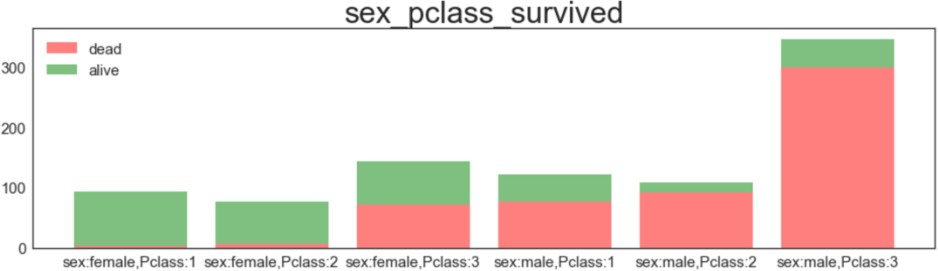 sex_pclass_survived
dead
alive
300
200
100
0
sex:female,Pclass:1 sex:female,Pclass:2 sex:female,Pclass:3 sex:male,Pclass:1 sex:male,Pclass:2 sex:male,Pclass:3